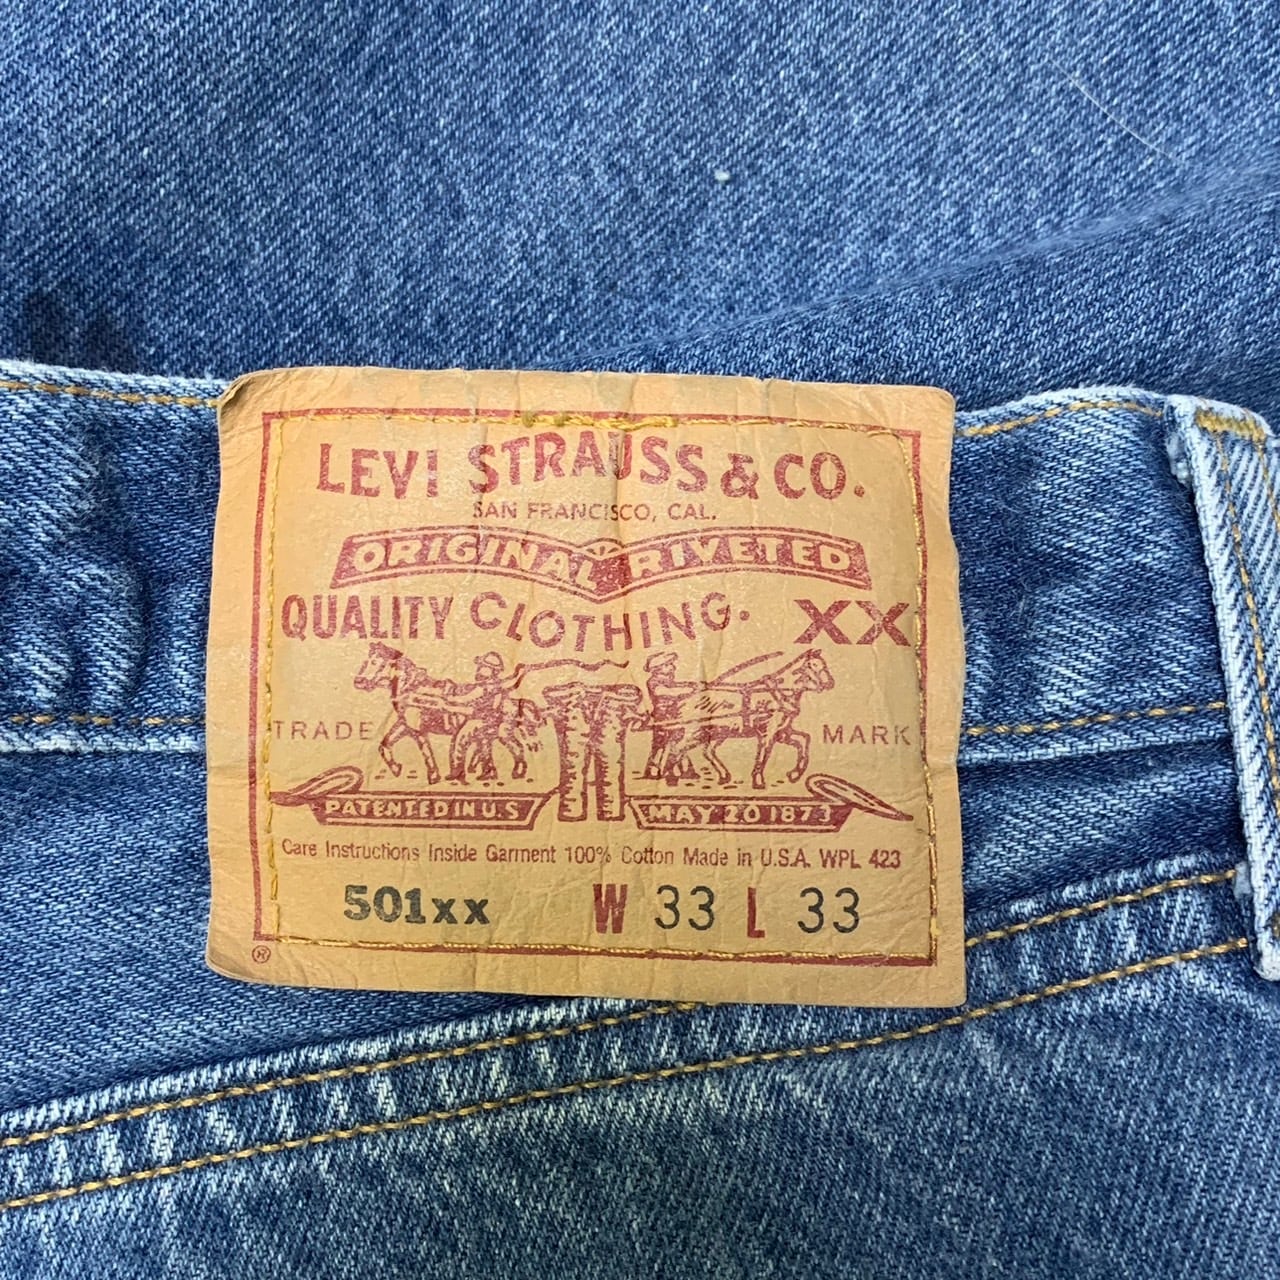 LEVI STRAUSS & CO.
SAN FRANCISCO, CAL.
ORIGINAL RIVETED
QUALITY CLOTHING. XX
TRADE MARK
PATENTED IN U.S MAY 20 1873
Care Instructions Inside Garment 100% Cotton Made in U.S.A. WPL 423
501xx W 33 L 33
®